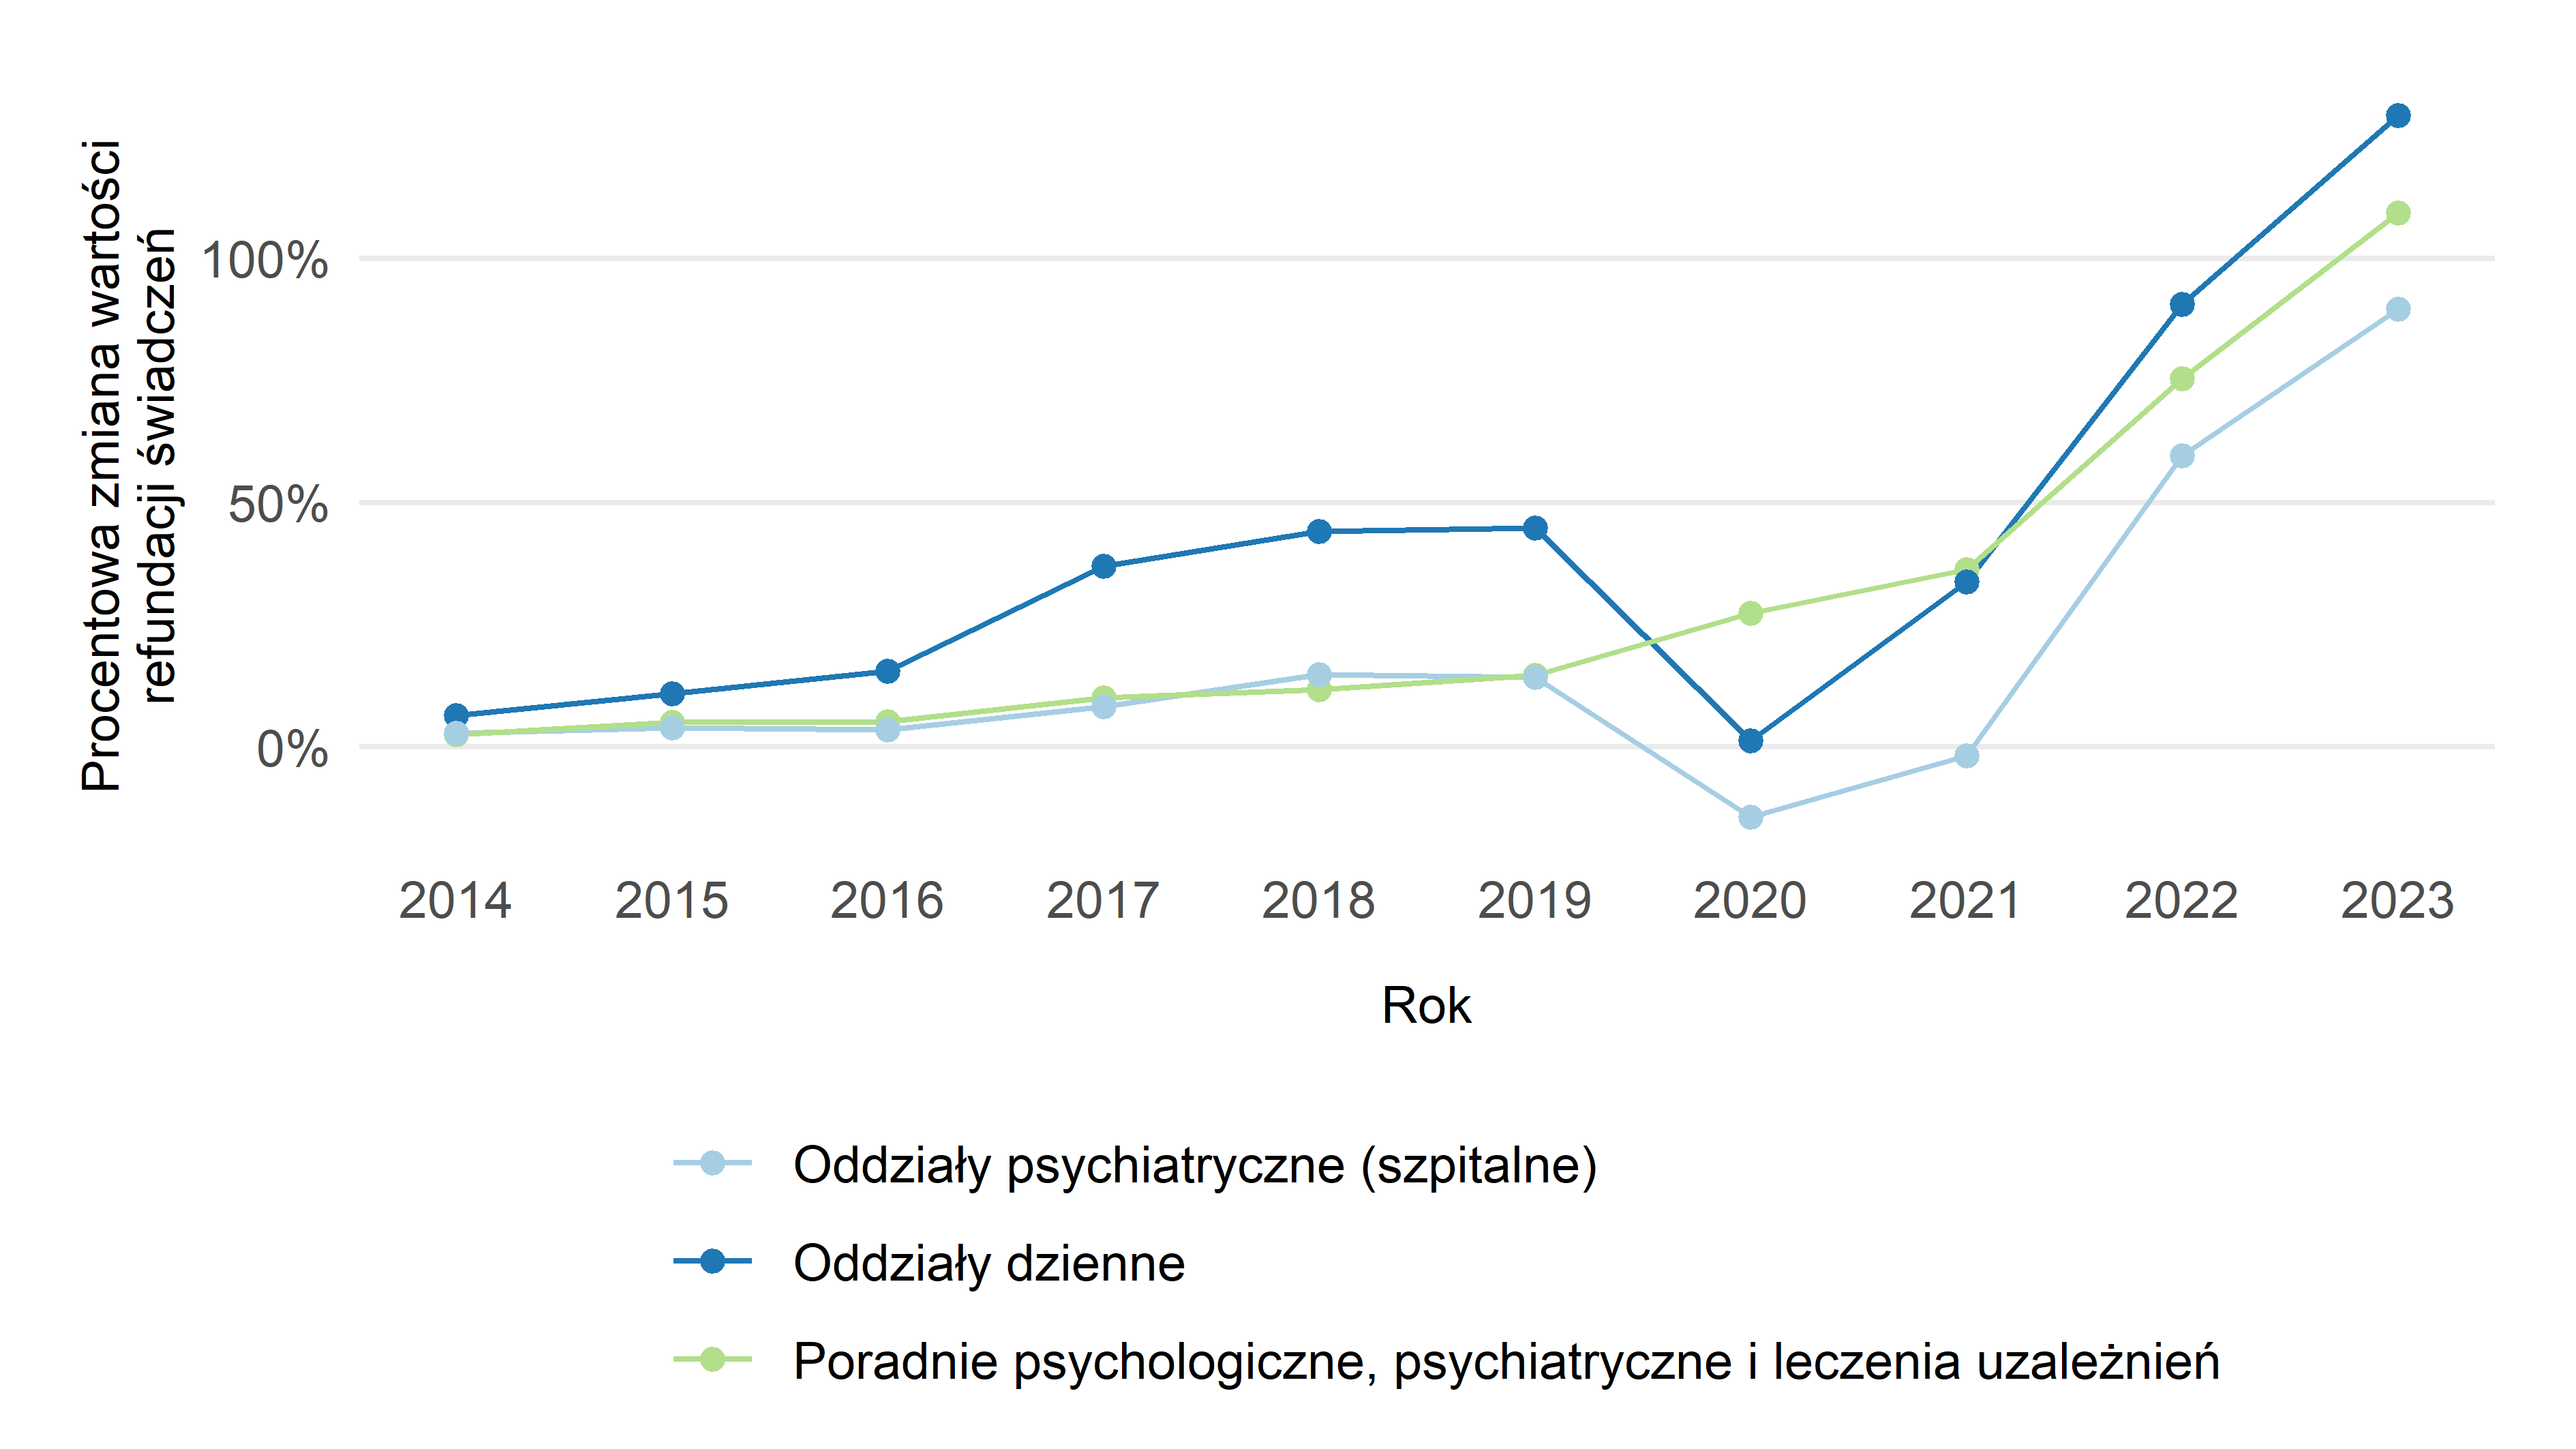 Procentowa zmiana wartości
refundacji świadczeń
100%
50%
0%
2014 2015 2016 2017 2018 2019 2020 2021 2022 2023
Rok
Oddziały psychiatryczne (szpitalne)
Oddziały dzienne
Poradnie psychologiczne, psychiatryczne i leczenia uzależnień